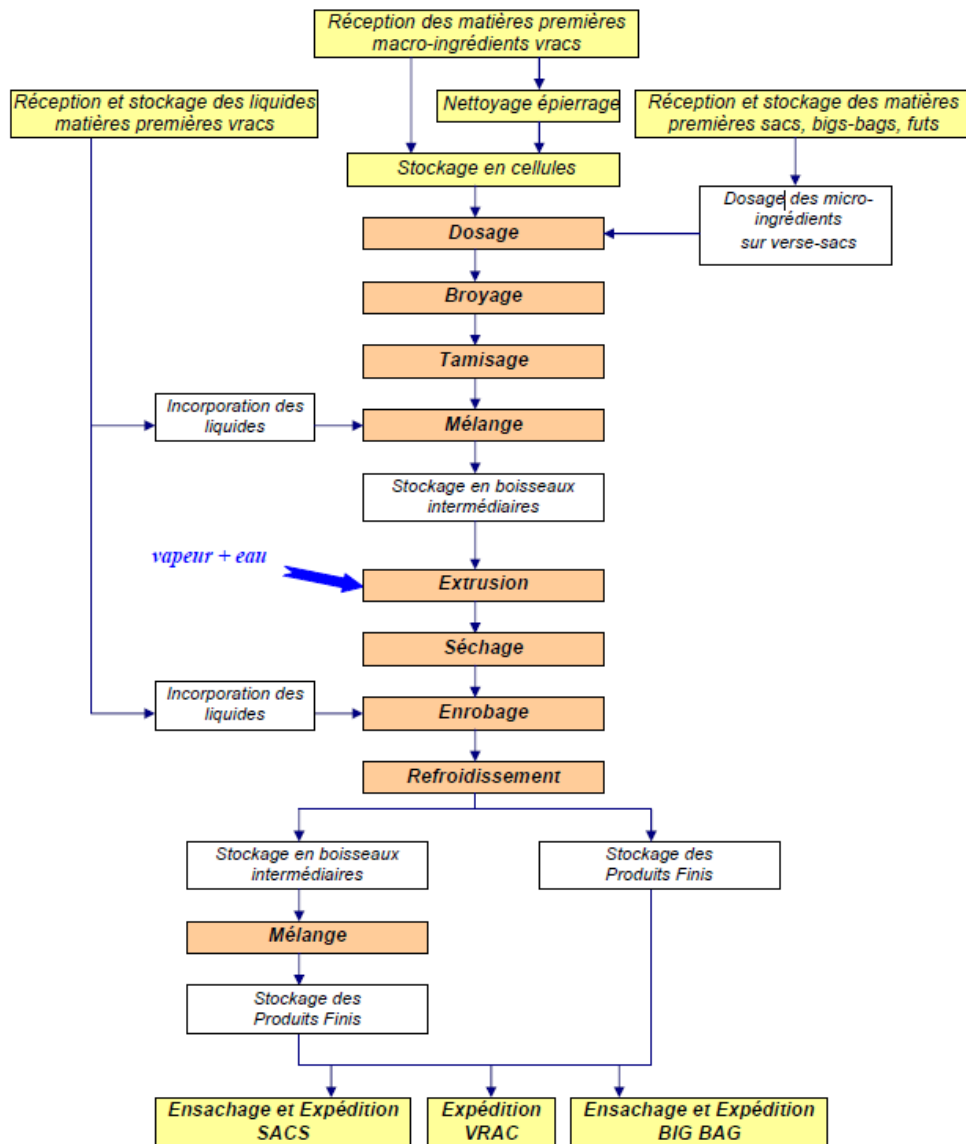 Réception des matières premières
macro-ingrédients vracs
Réception et stockage des liquides
matières premières vracs
Nettoyage épierrage
Réception et stockage des matières
premières sacs, bigs-bags, futs
Stockage en cellules
Dosage des micro-
ingrédients
sur verse-sacs
Dosage
Broyage
Tamisage
Incorporation des
liquides
Mélange
Stockage en boisseaux
intermédiaires
vapeur + eau
Extrusion
Séchage
Incorporation des
liquides
Enrobage
Refroidissement
Stockage en boisseaux
intermédiaires
Stockage des
Produits Finis
Mélange
Stockage des
Produits Finis
Ensachage et Expédition
SACS
Expédition
VRAC
Ensachage et Expédition
BIG BAG